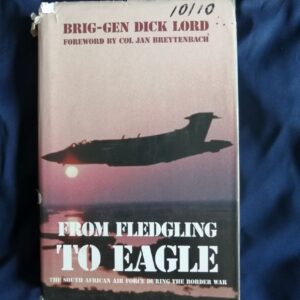 10/10
BRIG-GEN DICK LORD
FOREWORD BY COL JAN BREYTENBACH
FROM FLEDGLING
TO EAGLE
THE SOUTH AFRICAN AIR FORCE DURING THE BORDER WAR